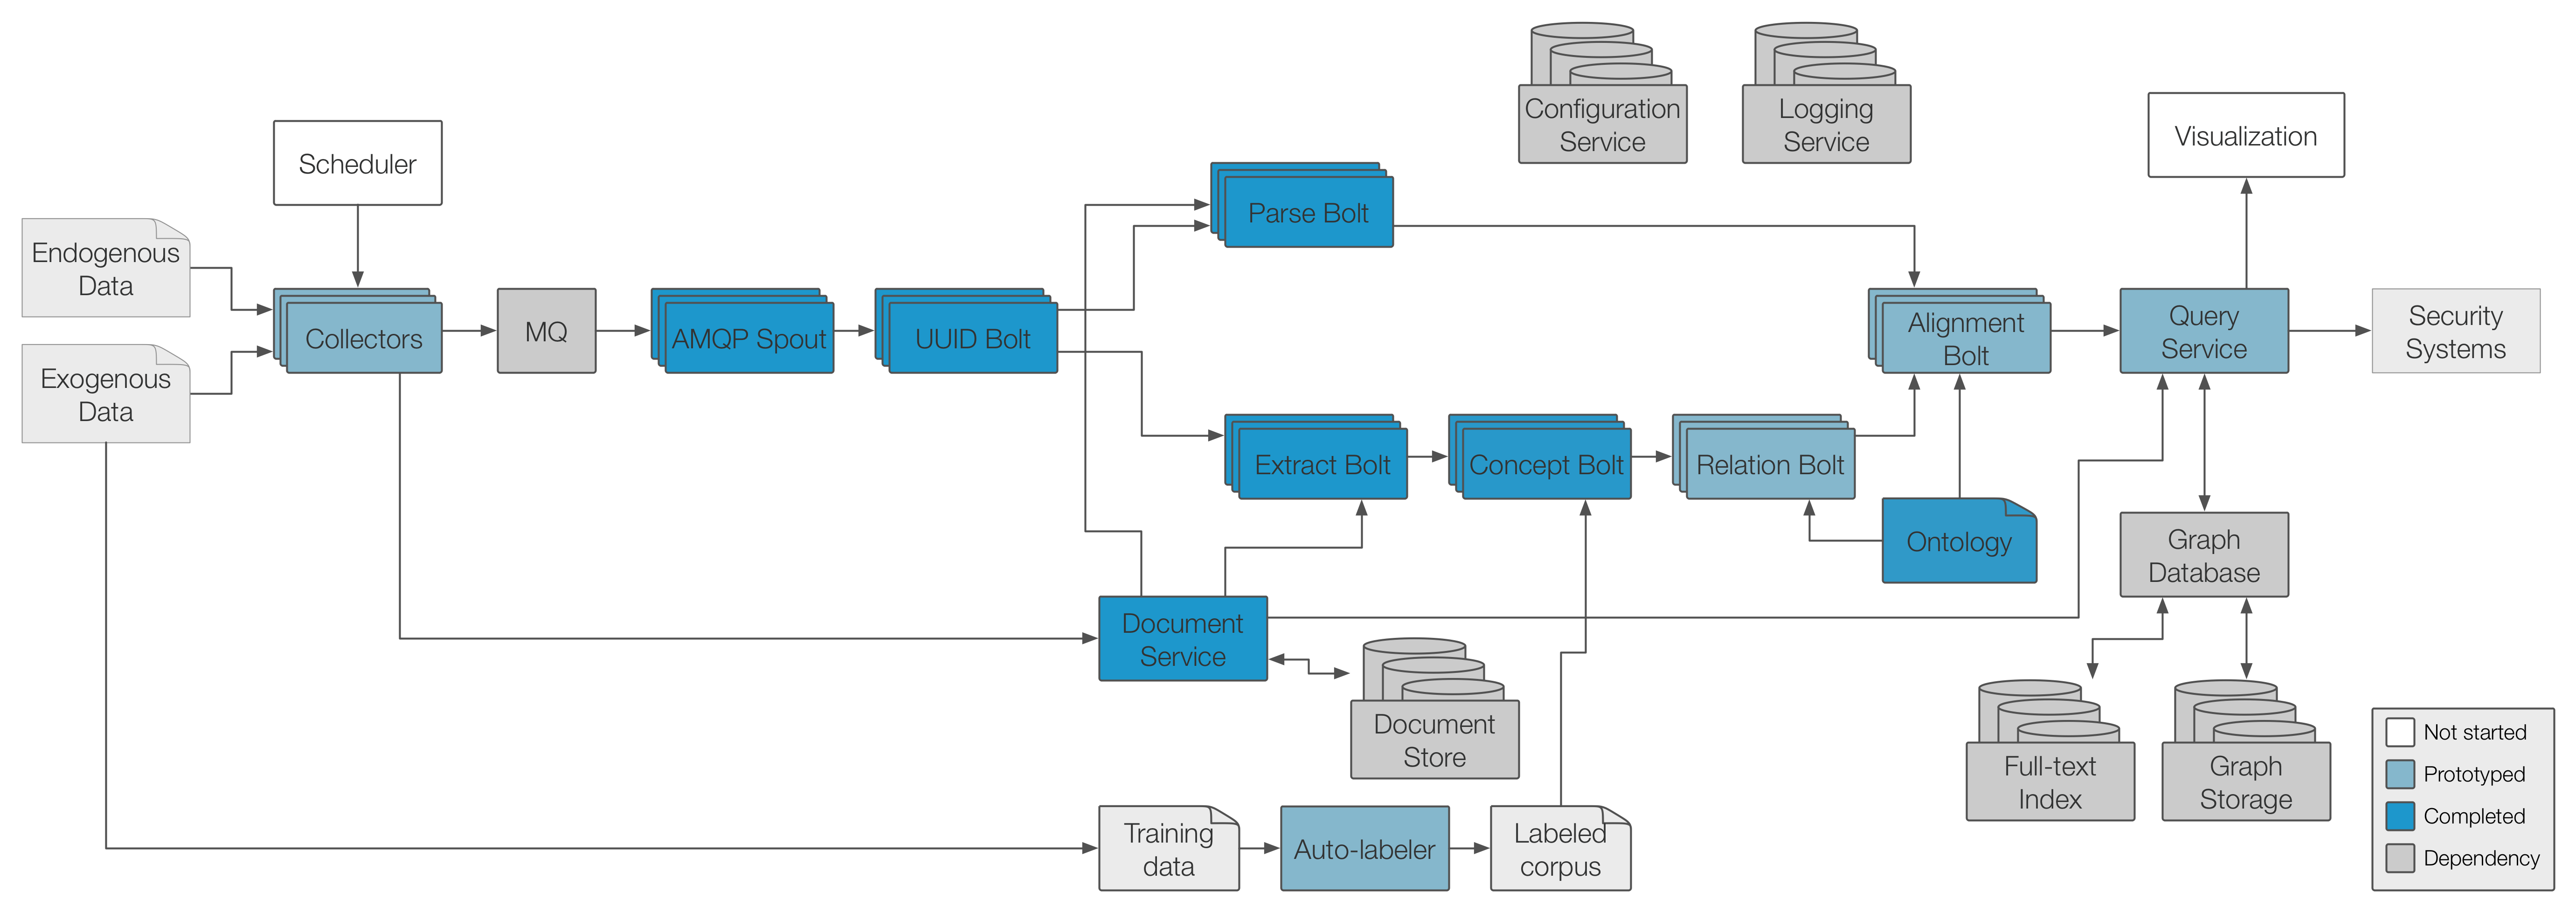 Configuration
Service
Logging
Service
Scheduler
Visualization
Parse Bolt
Endogenous
Data
Exogenous
Data
Collectors
MQ
AMQP Spout
UUID Bolt
Alignment
Bolt
Query
Service
Security
Systems
Extract Bolt
Concept Bolt
Relation Bolt
Ontology
Graph
Database
Document
Service
Document
Store
Full-text
Index
Graph
Storage
Training
data
Auto-labeler
Labeled
corpus
Not started
Prototyped
Completed
Dependency